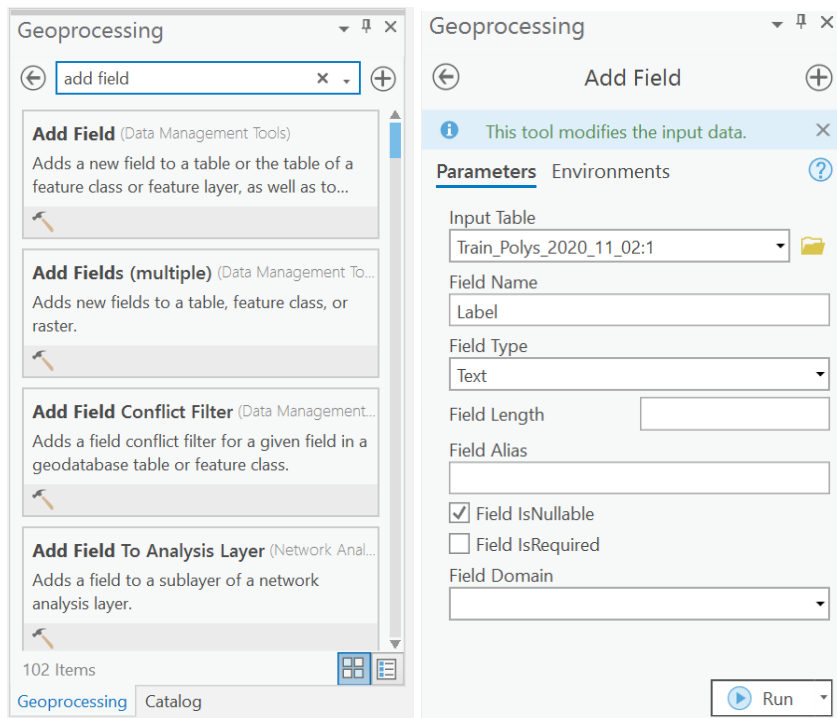 Geoprocessing
add field
Add Field (Data Management Tools)
Adds a new field to a table or the table of a
feature class or feature layer, as well as to...
Add Fields (multiple) (Data Management To...
Adds new fields to a table, feature class, or
raster.
Add Field Conflict Filter (Data Management...
Adds a field conflict filter for a given field in a
geodatabase table or feature class.
Add Field To Analysis Layer (Network Anal...
Adds a field to a sublayer of a network
analysis layer.
102 Items
Geoprocessing Catalog
Geoprocessing
Add Field
This tool modifies the input data.
Parameters Environments
Input Table
Train_Polys_2020_11_02:1
Field Name
Label
Field Type
Text
Field Length
Field Alias
Field IsNullable
Field IsRequired
Field Domain
Run